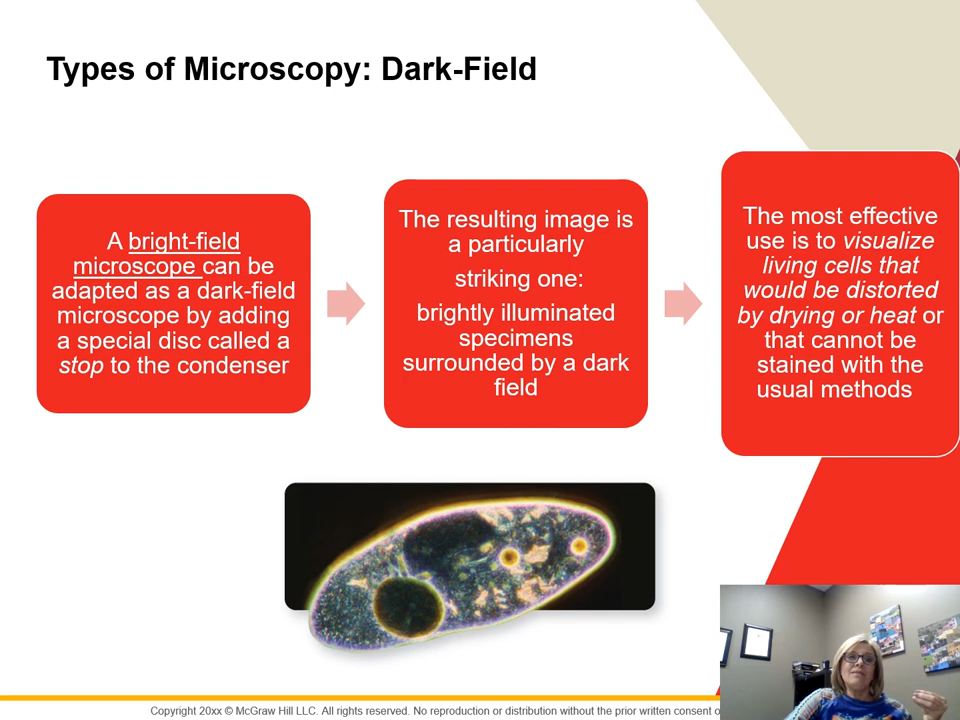 Types of Microscopy: Dark-Field
A bright-field
microscope can be
adapted as a dark-field
microscope by adding
a special disc called a
stop to the condenser
The resulting image is
a particularly
striking one:
brightly illuminated
specimens
surrounded by a dark
field
The most effective
use is to visualize
living cells that
would be distorted
by drying or heat or
that cannot be
stained with the
usual methods
Copyright 20xx © McGraw Hill LLC. All rights reserved. No reproduction or distribution without the prior written consent o